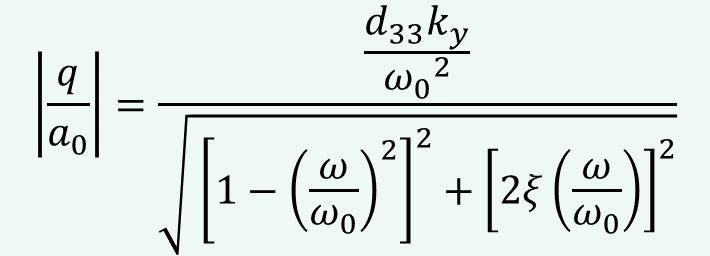 |q/a₀| = (d₃₃k_y/ω₀²) / √([1 − (ω/ω₀)²]² + [2ξ(ω/ω₀)]²)